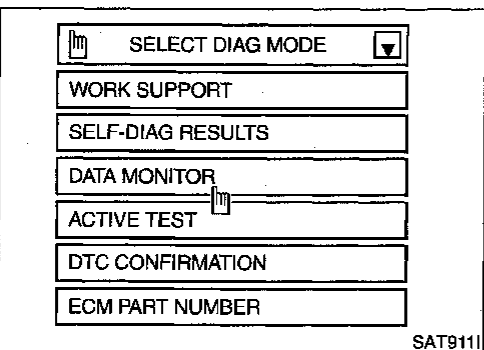 SELECT DIAG MODE
WORK SUPPORT
SELF-DIAG RESULTS
DATA MONITOR
ACTIVE TEST
DTC CONFIRMATION
ECM PART NUMBER
SAT911I